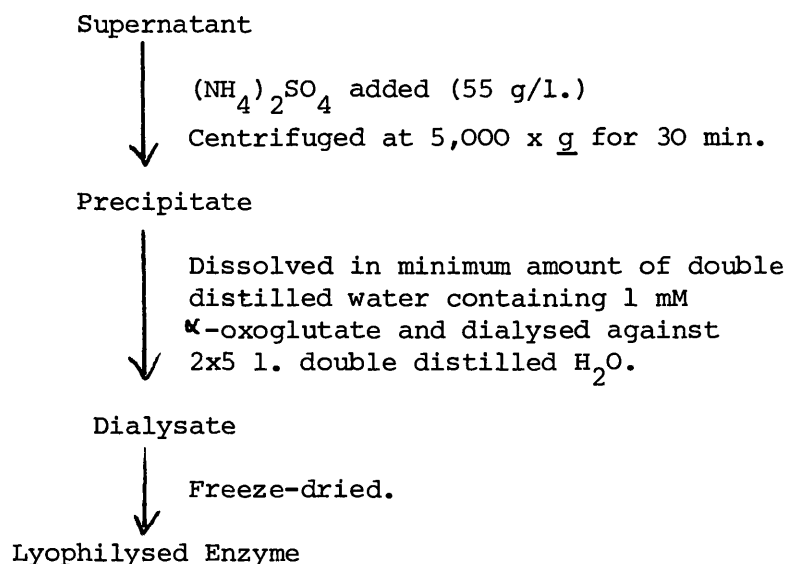 Supernatant
(NH4)2SO4 added (55 g/l.)
Centrifuged at 5,000 x g for 30 min.
Precipitate
Dissolved in minimum amount of double
distilled water containing 1 mM
α-oxoglutate and dialysed against
2x5 l. double distilled H2O.
Dialysate
Freeze-dried.
Lyophilysed Enzyme